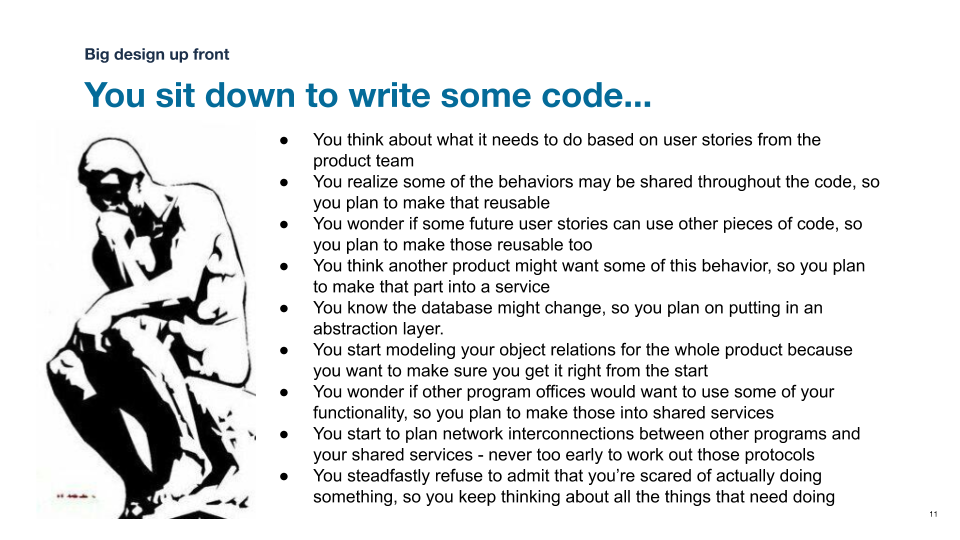 Big design up front
You sit down to write some code...
● You think about what it needs to do based on user stories from the
product team
● You realize some of the behaviors may be shared throughout the code, so
you plan to make that reusable
● You wonder if some future user stories can use other pieces of code, so
you plan to make those reusable too
● You think another product might want some of this behavior, so you plan
to make that part into a service
● You know the database might change, so you plan on putting in an
abstraction layer.
● You start modeling your object relations for the whole product because
you want to make sure you get it right from the start
● You wonder if other program offices would want to use some of your
functionality, so you plan to make those into shared services
● You start to plan network interconnections between other programs and
your shared services - never too early to work out those protocols
● You steadfastly refuse to admit that you’re scared of actually doing
something, so you keep thinking about all the things that need doing
11